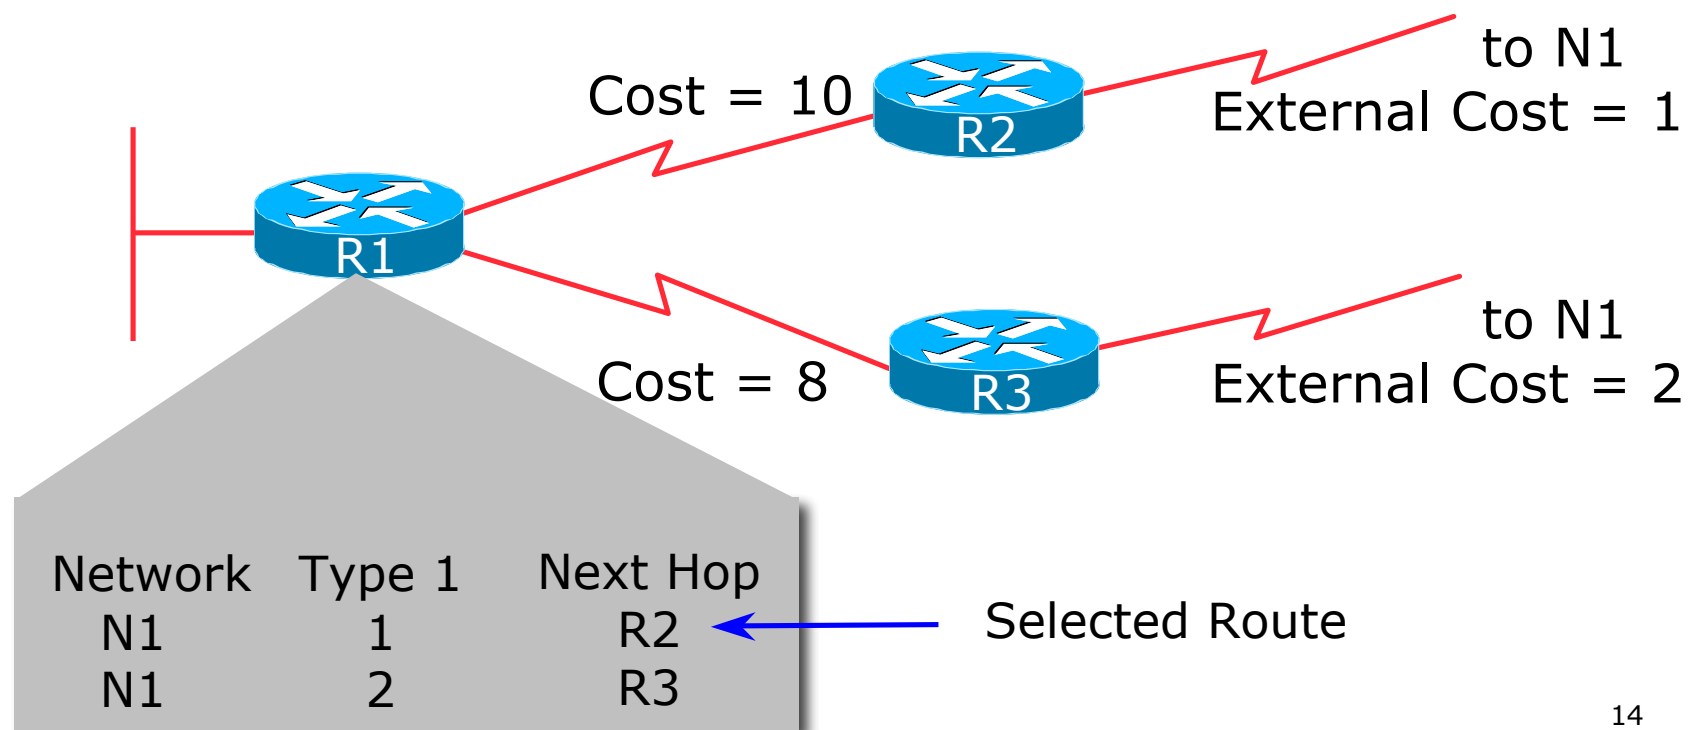 to N1
External Cost = 1
Cost = 10
R2
R1
to N1
External Cost = 2
Cost = 8
R3
Network Type 1 Next Hop
N1 1 R2
N1 2 R3
Selected Route
14